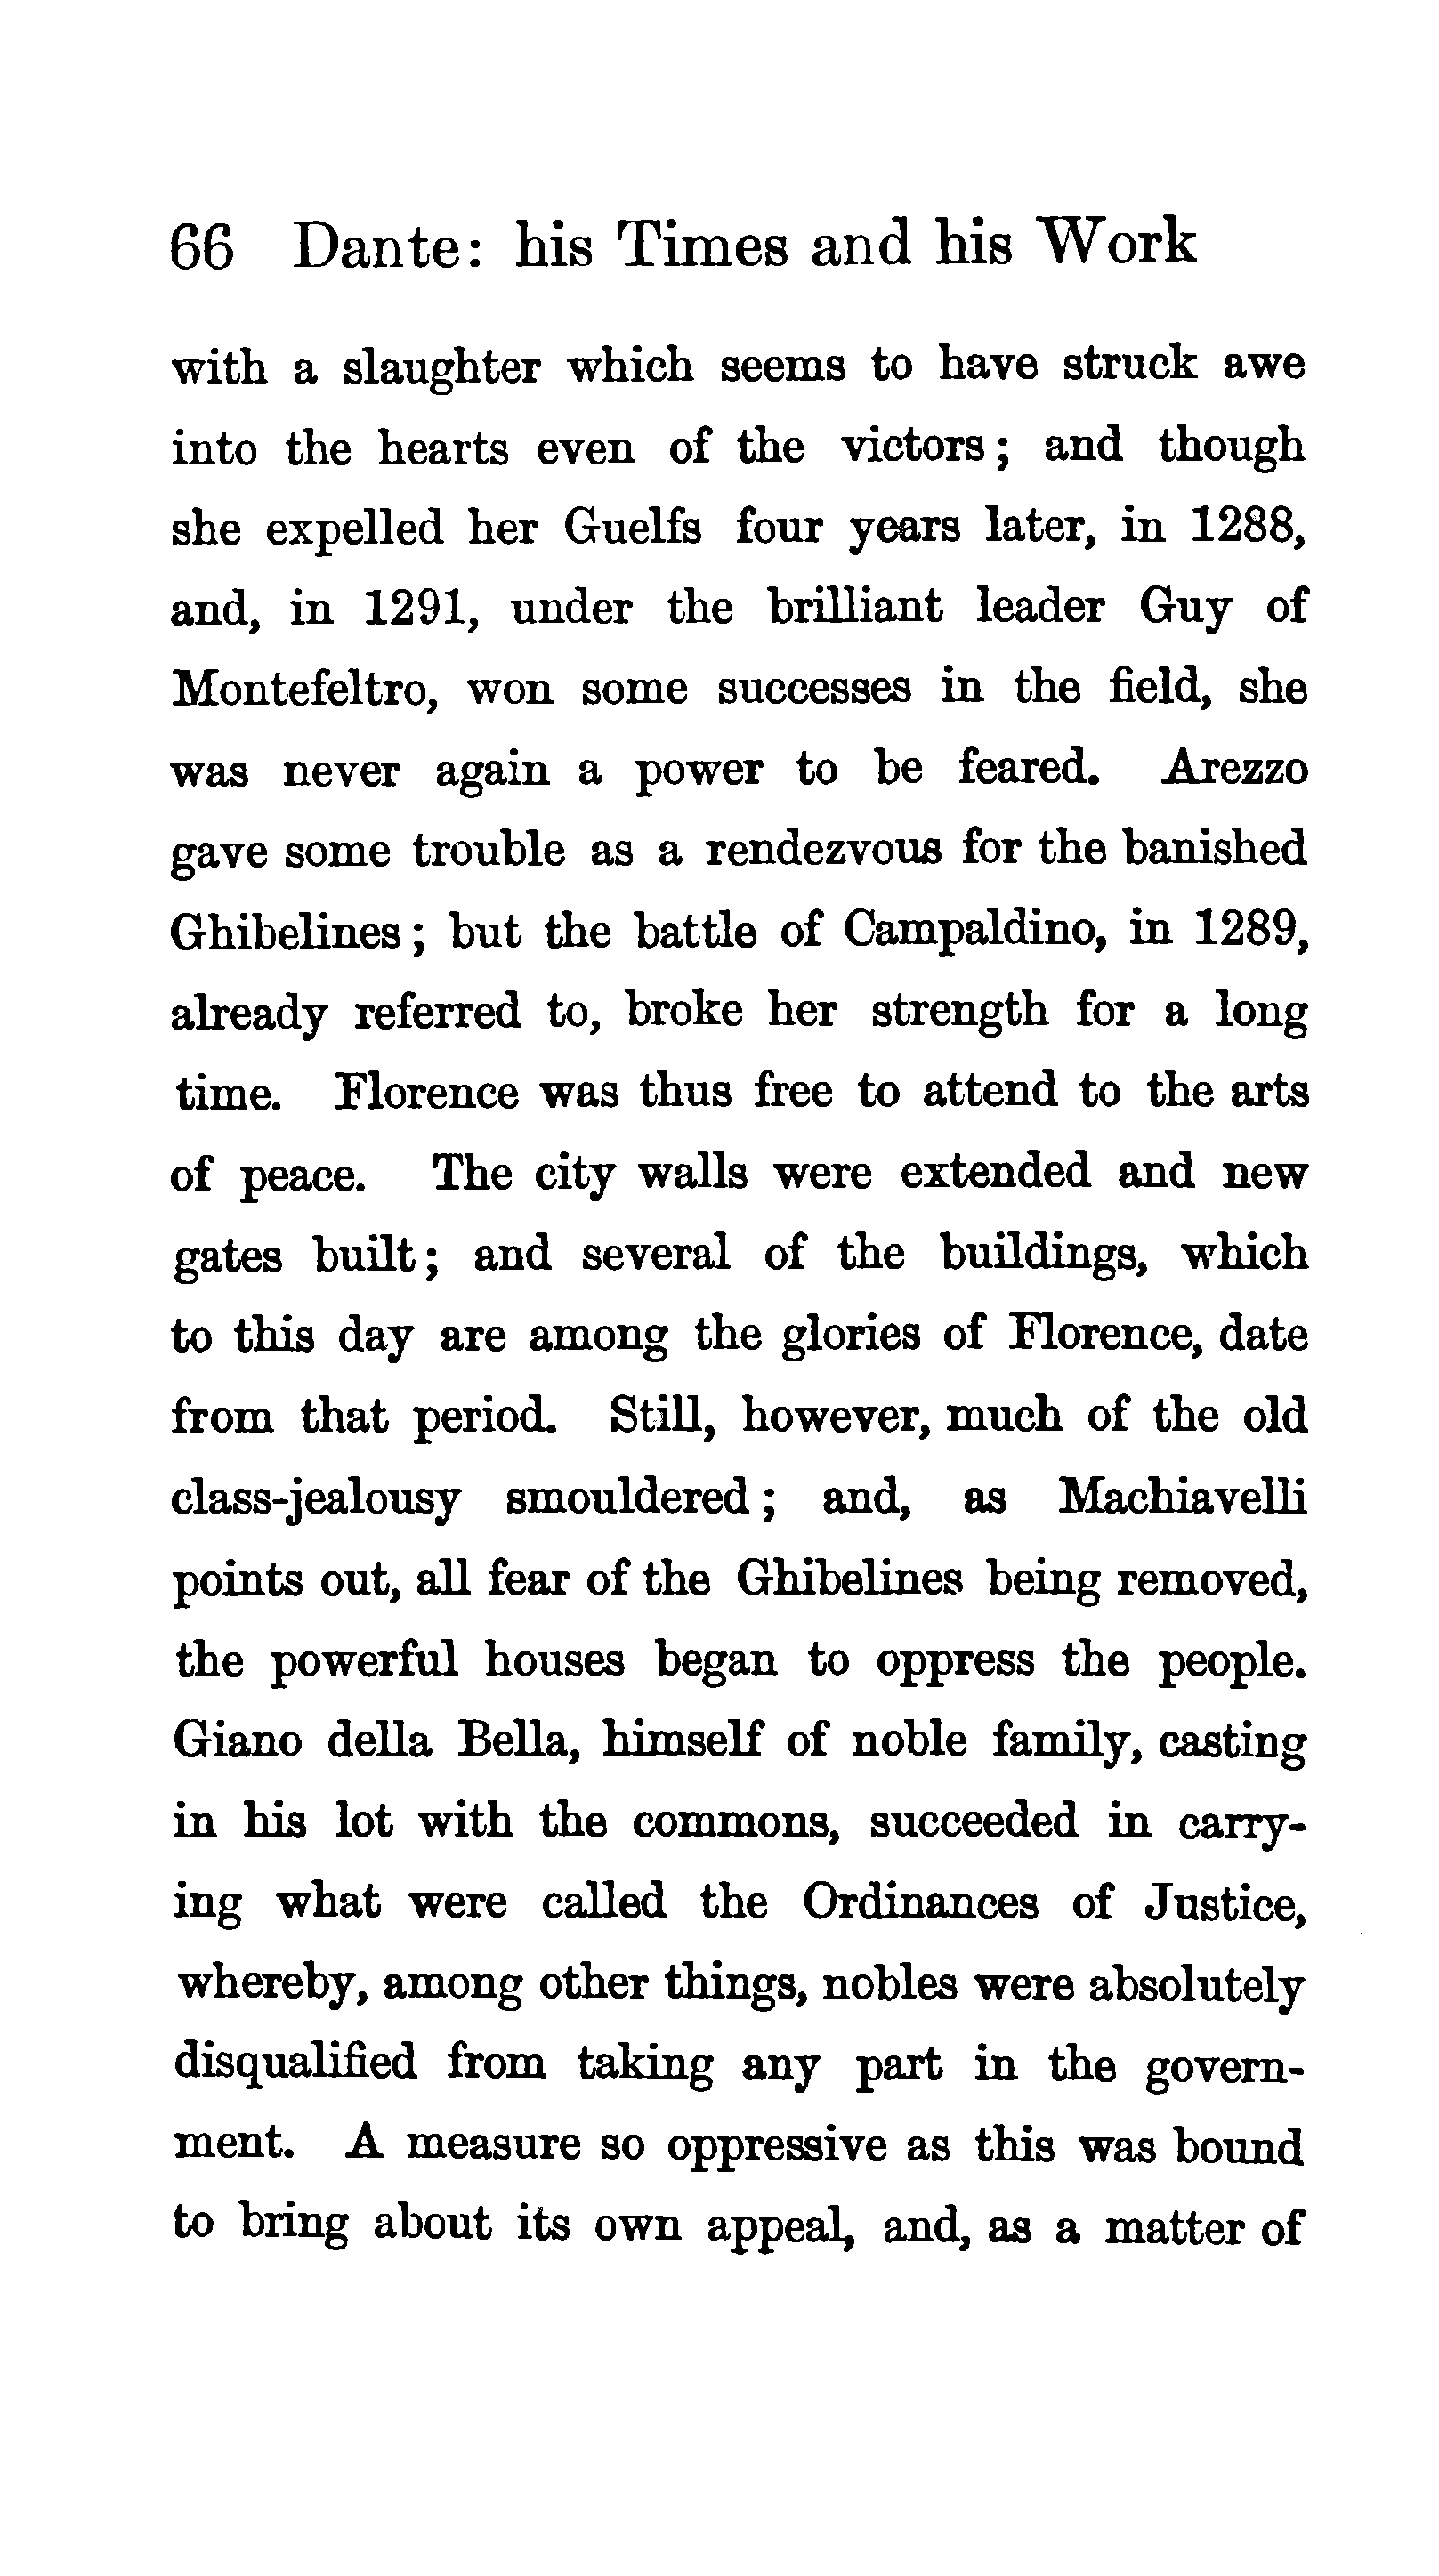 66 Dante: his Times and his Work
with a slaughter which seems to have struck awe
into the hearts even of the victors; and though
she expelled her Guelfs four years later, in 1288,
and, in 1291, under the brilliant leader Guy of
Montefeltro, won some successes in the field, she
was never again a power to be feared. Arezzo
gave some trouble as a rendezvous for the banished
Ghibelines; but the battle of Campaldino, in 1289,
already referred to, broke her strength for a long
time. Florence was thus free to attend to the arts
of peace. The city walls were extended and new
gates built; and several of the buildings, which
to this day are among the glories of Florence, date
from that period. Still, however, much of the old
class-jealousy smouldered; and, as Machiavelli
points out, all fear of the Ghibelines being removed,
the powerful houses began to oppress the people.
Giano della Bella, himself of noble family, casting
in his lot with the commons, succeeded in carry-
ing what were called the Ordinances of Justice,
whereby, among other things, nobles were absolutely
disqualified from taking any part in the govern-
ment. A measure so oppressive as this was bound
to bring about its own appeal, and, as a matter of